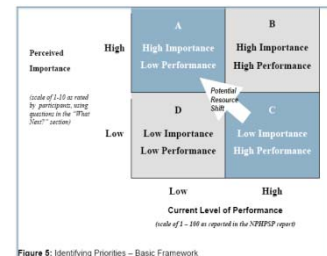 A
B
Perceived
Importance
High
High Importance
Low Performance
High Importance
High Performance
(scale of 1-10 as rated
by participants, using
questions in the "What
Next?" section)
Potential
Resource
Shift
D
C
Low
Low Importance
Low Performance
Low Importance
High Performance
Low
High
Current Level of Performance
(scale of 1 – 100 as reported in the NPHPSP report)
Figure 5: Identifying Priorities – Basic Framework